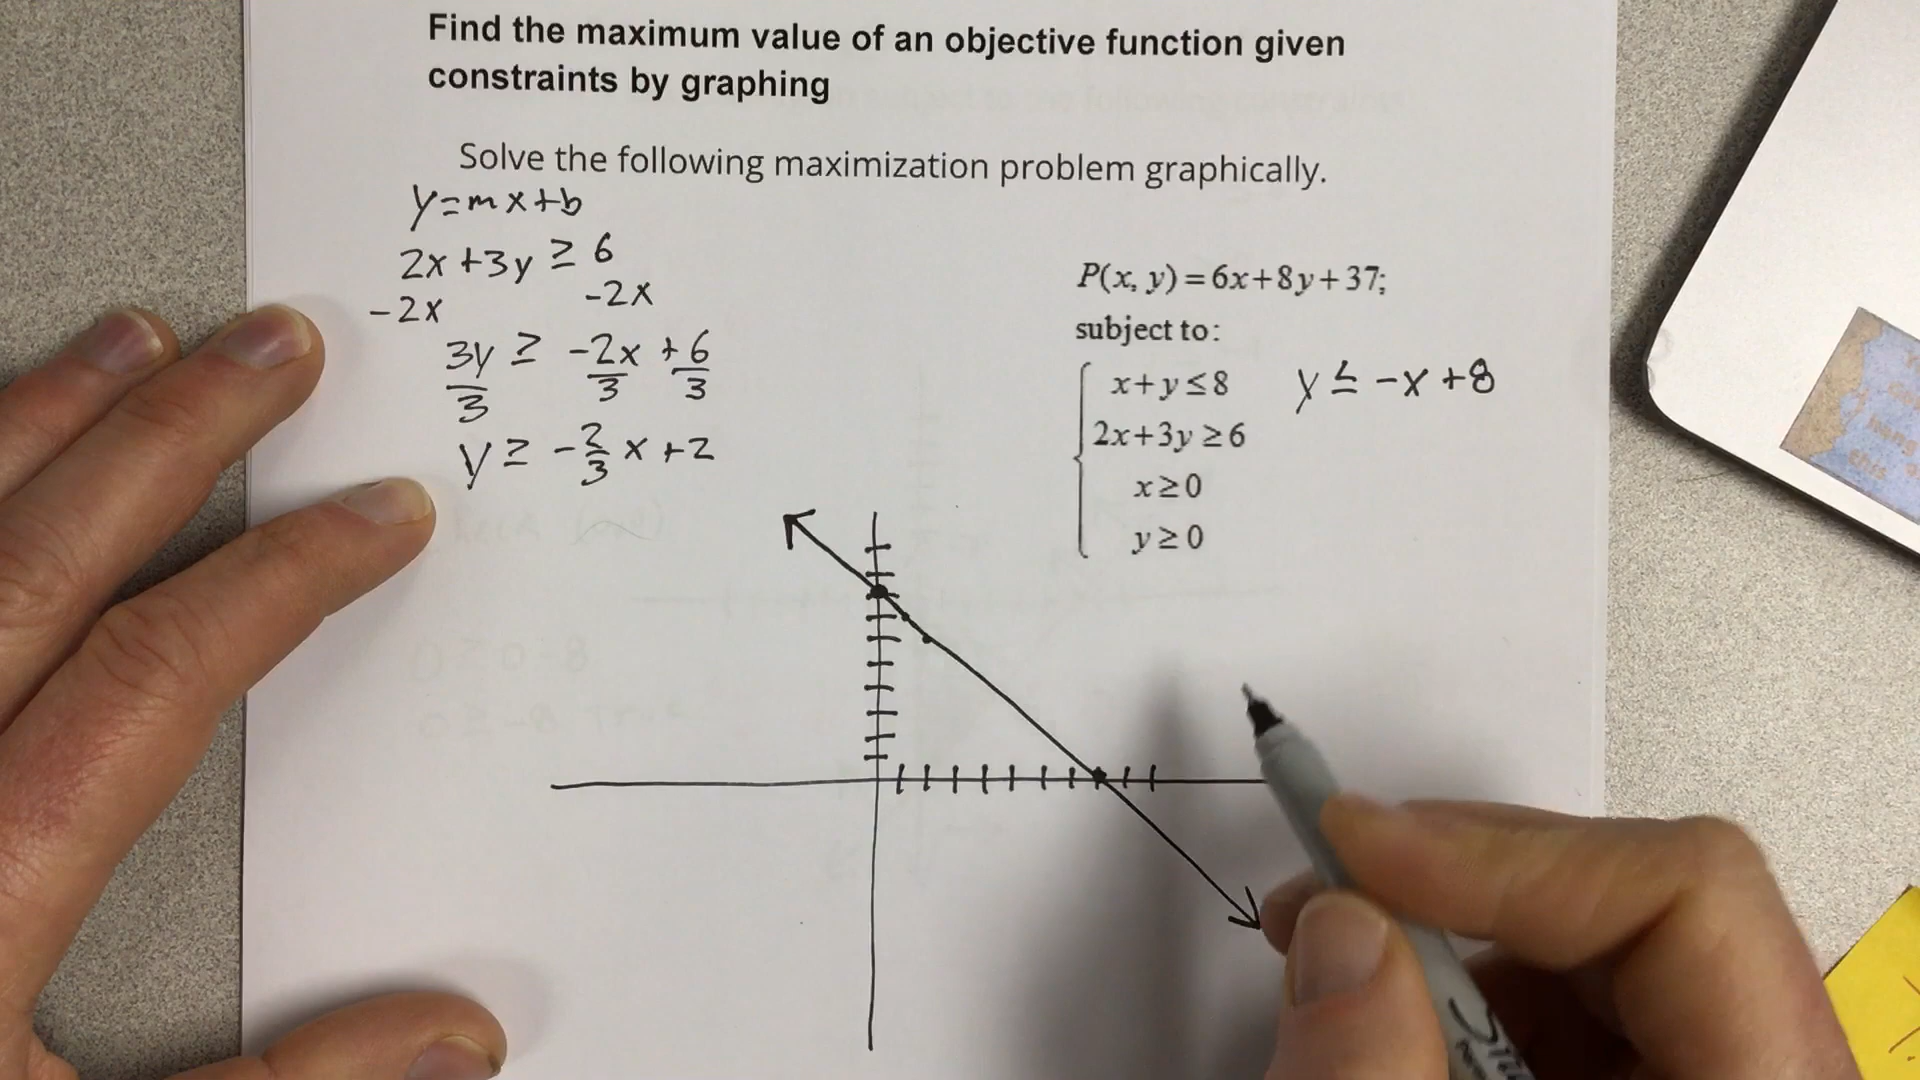 Find the maximum value of an objective function given
constraints by graphing
Solve the following maximization problem graphically.
y=mx+b
2x+3y ≥ 6
-2x -2x
3y ≥ -2x +6
3 3 3
y ≥ -2/3 x +2
P(x, y)=6x+8y+37;
subject to:
x+y≤8 y ≤ -x +8
2x+3y≥6
x≥0
y≥0